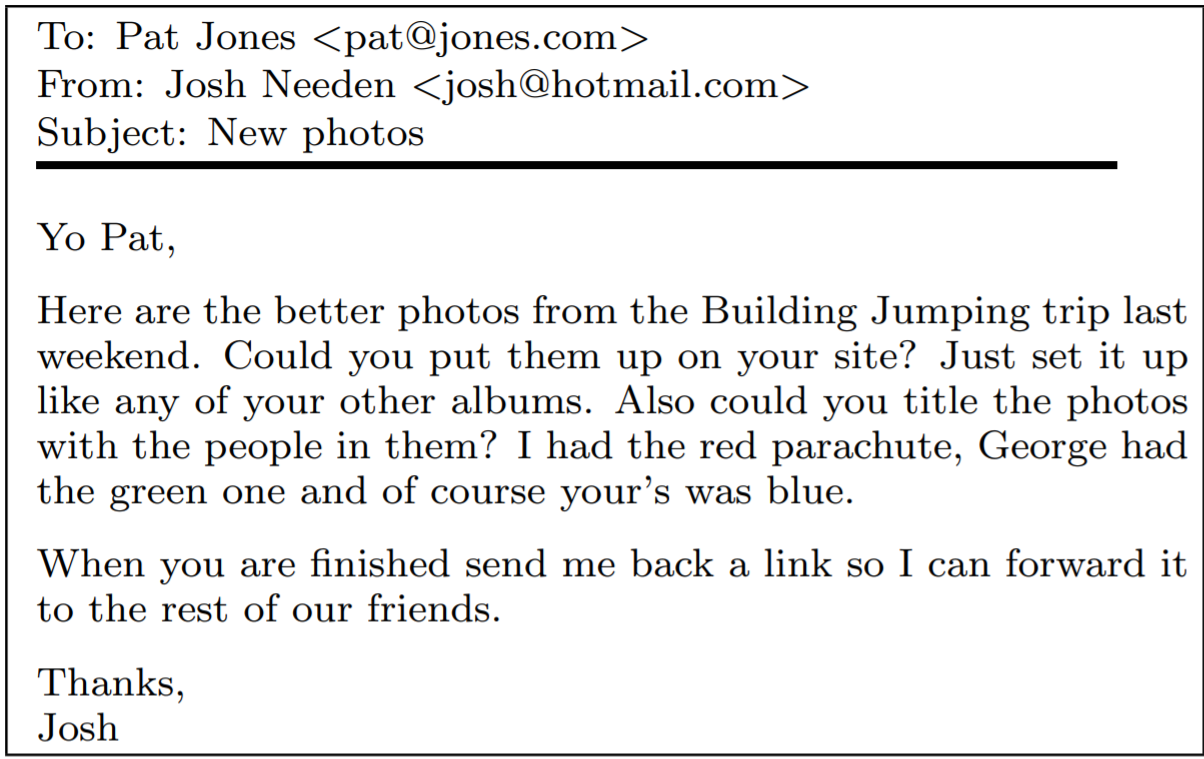 To: Pat Jones <pat@jones.com>
From: Josh Needen <josh@hotmail.com>
Subject: New photos
Yo Pat,
Here are the better photos from the Building Jumping trip last
weekend. Could you put them up on your site? Just set it up
like any of your other albums. Also could you title the photos
with the people in them? I had the red parachute, George had
the green one and of course your's was blue.
When you are finished send me back a link so I can forward it
to the rest of our friends.
Thanks,
Josh